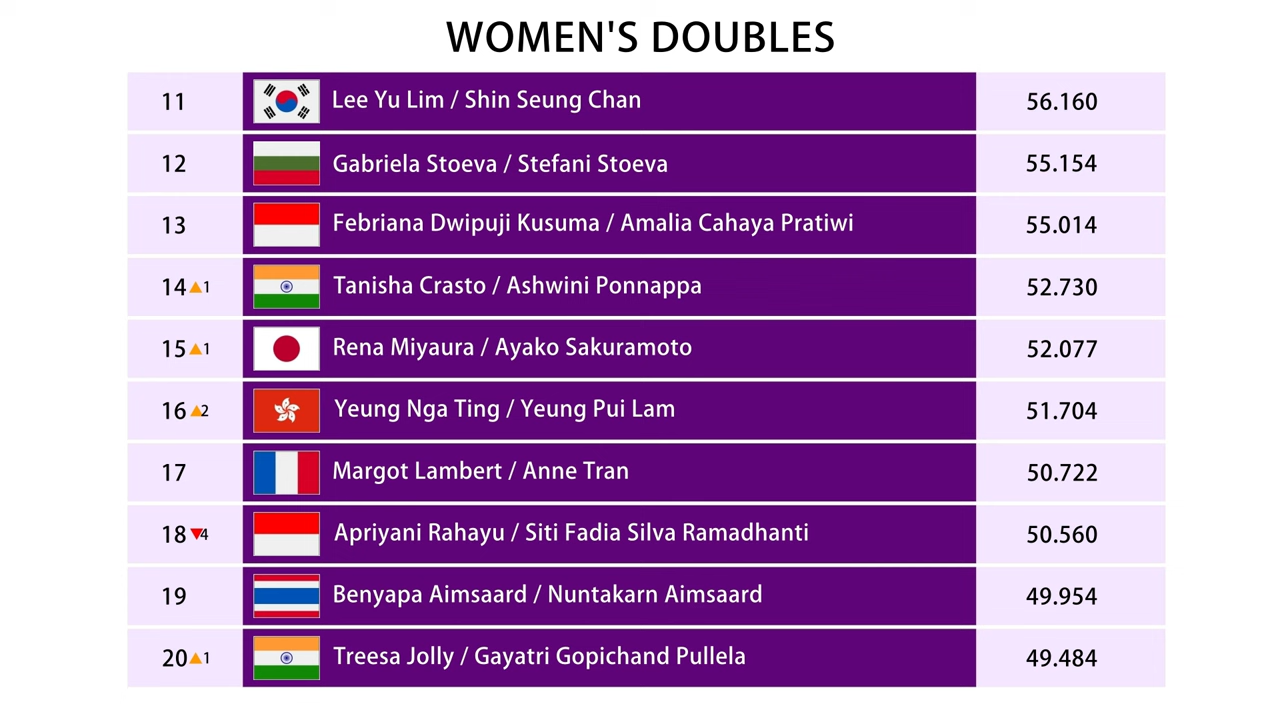 WOMEN'S DOUBLES
11 Lee Yu Lim / Shin Seung Chan 56.160
12 Gabriela Stoeva / Stefani Stoeva 55.154
13 Febriana Dwipuji Kusuma / Amalia Cahaya Pratiwi 55.014
14 ▲1 Tanisha Crasto / Ashwini Ponnappa 52.730
15 ▲1 Rena Miyaura / Ayako Sakuramoto 52.077
16 ▲2 Yeung Nga Ting / Yeung Pui Lam 51.704
17 Margot Lambert / Anne Tran 50.722
18 ▼4 Apriyani Rahayu / Siti Fadia Silva Ramadhanti 50.560
19 Benyapa Aimsaard / Nuntakarn Aimsaard 49.954
20 ▲1 Treesa Jolly / Gayatri Gopichand Pullela 49.484